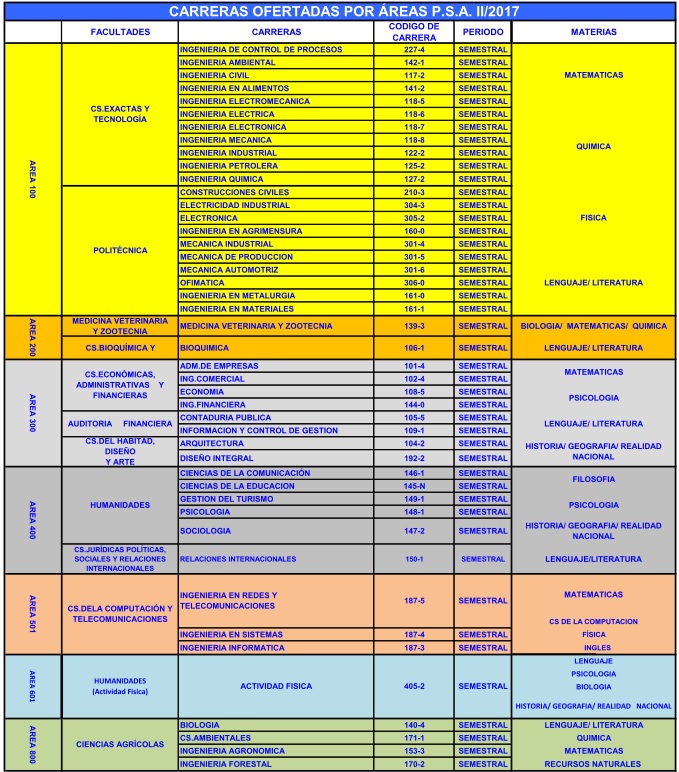 CARRERAS OFERTADAS POR ÁREAS P.S.A. II/2017
FACULTADES CARRERAS CODIGO DE CARRERA PERIODO MATERIAS
AREA 100
CS.EXACTAS Y
TECNOLOGÍA
INGENIERIA DE CONTROL DE PROCESOS 227-4 SEMESTRAL
INGENIERIA AMBIENTAL 142-1 SEMESTRAL
INGENIERIA CIVIL 117-2 SEMESTRAL
INGENIERIA EN ALIMENTOS 141-2 SEMESTRAL
INGENIERIA ELECTROMECANICA 118-5 SEMESTRAL
INGENIERIA ELECTRICA 118-6 SEMESTRAL
INGENIERIA ELECTRONICA 118-7 SEMESTRAL
INGENIERIA MECANICA 118-8 SEMESTRAL
INGENIERIA INDUSTRIAL 122-2 SEMESTRAL
INGENIERIA PETROLERA 125-2 SEMESTRAL
INGENIERIA QUIMICA 127-2 SEMESTRAL
POLITÉCNICA
CONSTRUCCIONES CIVILES 210-3 SEMESTRAL
ELECTRICIDAD INDUSTRIAL 304-3 SEMESTRAL
ELECTRONICA 305-2 SEMESTRAL
INGENIERIA EN AGRIMENSURA 160-0 SEMESTRAL
MECANICA INDUSTRIAL 301-4 SEMESTRAL
MECANICA DE PRODUCCION 301-5 SEMESTRAL
MECANICA AUTOMOTRIZ 301-6 SEMESTRAL
OFIMATICA 306-0 SEMESTRAL
INGENIERIA EN METALURGIA 161-0 SEMESTRAL
INGENIERIA EN MATERIALES 161-1 SEMESTRAL
MATEMATICAS
QUIMICA
FISICA
LENGUAJE/ LITERATURA
AREA 200
MEDICINA VETERINARIA
Y ZOOTECNIA
MEDICINA VETERINARIA Y ZOOTECNIA 139-3 SEMESTRAL BIOLOGIA/ MATEMATICAS/ QUIMICA
CS.BIOQUÍMICA Y BIOQUIMICA 106-1 SEMESTRAL LENGUAJE/ LITERATURA
AREA 300
CS.ECONÓMICAS,
ADMINISTRATIVAS Y
FINANCIERAS
ADM.DE EMPRESAS 101-4 SEMESTRAL
ING.COMERCIAL 102-4 SEMESTRAL
ECONOMIA 108-5 SEMESTRAL
ING.FINANCIERA 144-0 SEMESTRAL
AUDITORIA FINANCIERA
CONTADURIA PUBLICA 105-5 SEMESTRAL
INFORMACION Y CONTROL DE GESTION 109-1 SEMESTRAL
CS.DEL HABITAD,
DISEÑO
Y ARTE
ARQUITECTURA 104-2 SEMESTRAL
DISEÑO INTEGRAL 192-2 SEMESTRAL
MATEMATICAS
PSICOLOGIA
LENGUAJE/ LITERATURA
HISTORIA/ GEOGRAFIA/ REALIDAD
NACIONAL
AREA 400
HUMANIDADES
CIENCIAS DE LA COMUNICACIÓN 146-1 SEMESTRAL
CIENCIAS DE LA EDUCACION 145-N SEMESTRAL
GESTION DEL TURISMO 149-1 SEMESTRAL
PSICOLOGIA 148-1 SEMESTRAL
SOCIOLOGIA 147-2 SEMESTRAL
CS.JURÍDICAS POLÍTICAS,
SOCIALES Y RELACIONES
INTERNACIONALES
RELACIONES INTERNACIONALES 150-1 SEMESTRAL
FILOSOFIA
PSICOLOGIA
HISTORIA/ GEOGRAFIA/ REALIDAD
NACIONAL
LENGUAJE/LITERATURA
AREA 501
CS.DELA COMPUTACIÓN Y
TELECOMUNICACIONES
INGENIERIA EN REDES Y
TELECOMUNICACIONES
187-5 SEMESTRAL
INGENIERIA EN SISTEMAS 187-4 SEMESTRAL
INGENIERIA INFORMATICA 187-3 SEMESTRAL
MATEMATICAS
CS DE LA COMPUTACION
FÍSICA
INGLES
AREA 601
HUMANIDADES
(Actividad Fisica)
ACTIVIDAD FISICA 405-2 SEMESTRAL
LENGUAJE
PSICOLOGIA
BIOLOGIA
HISTORIA/ GEOGRAFIA/ REALIDAD NACIONAL
AREA 800
CIENCIAS AGRÍCOLAS
BIOLOGIA 140-4 SEMESTRAL LENGUAJE/ LITERATURA
CS.AMBIENTALES 171-1 SEMESTRAL QUIMICA
INGENIERIA AGRONOMICA 153-3 SEMESTRAL MATEMATICAS
INGENIERIA FORESTAL 170-2 SEMESTRAL RECURSOS NATURALES